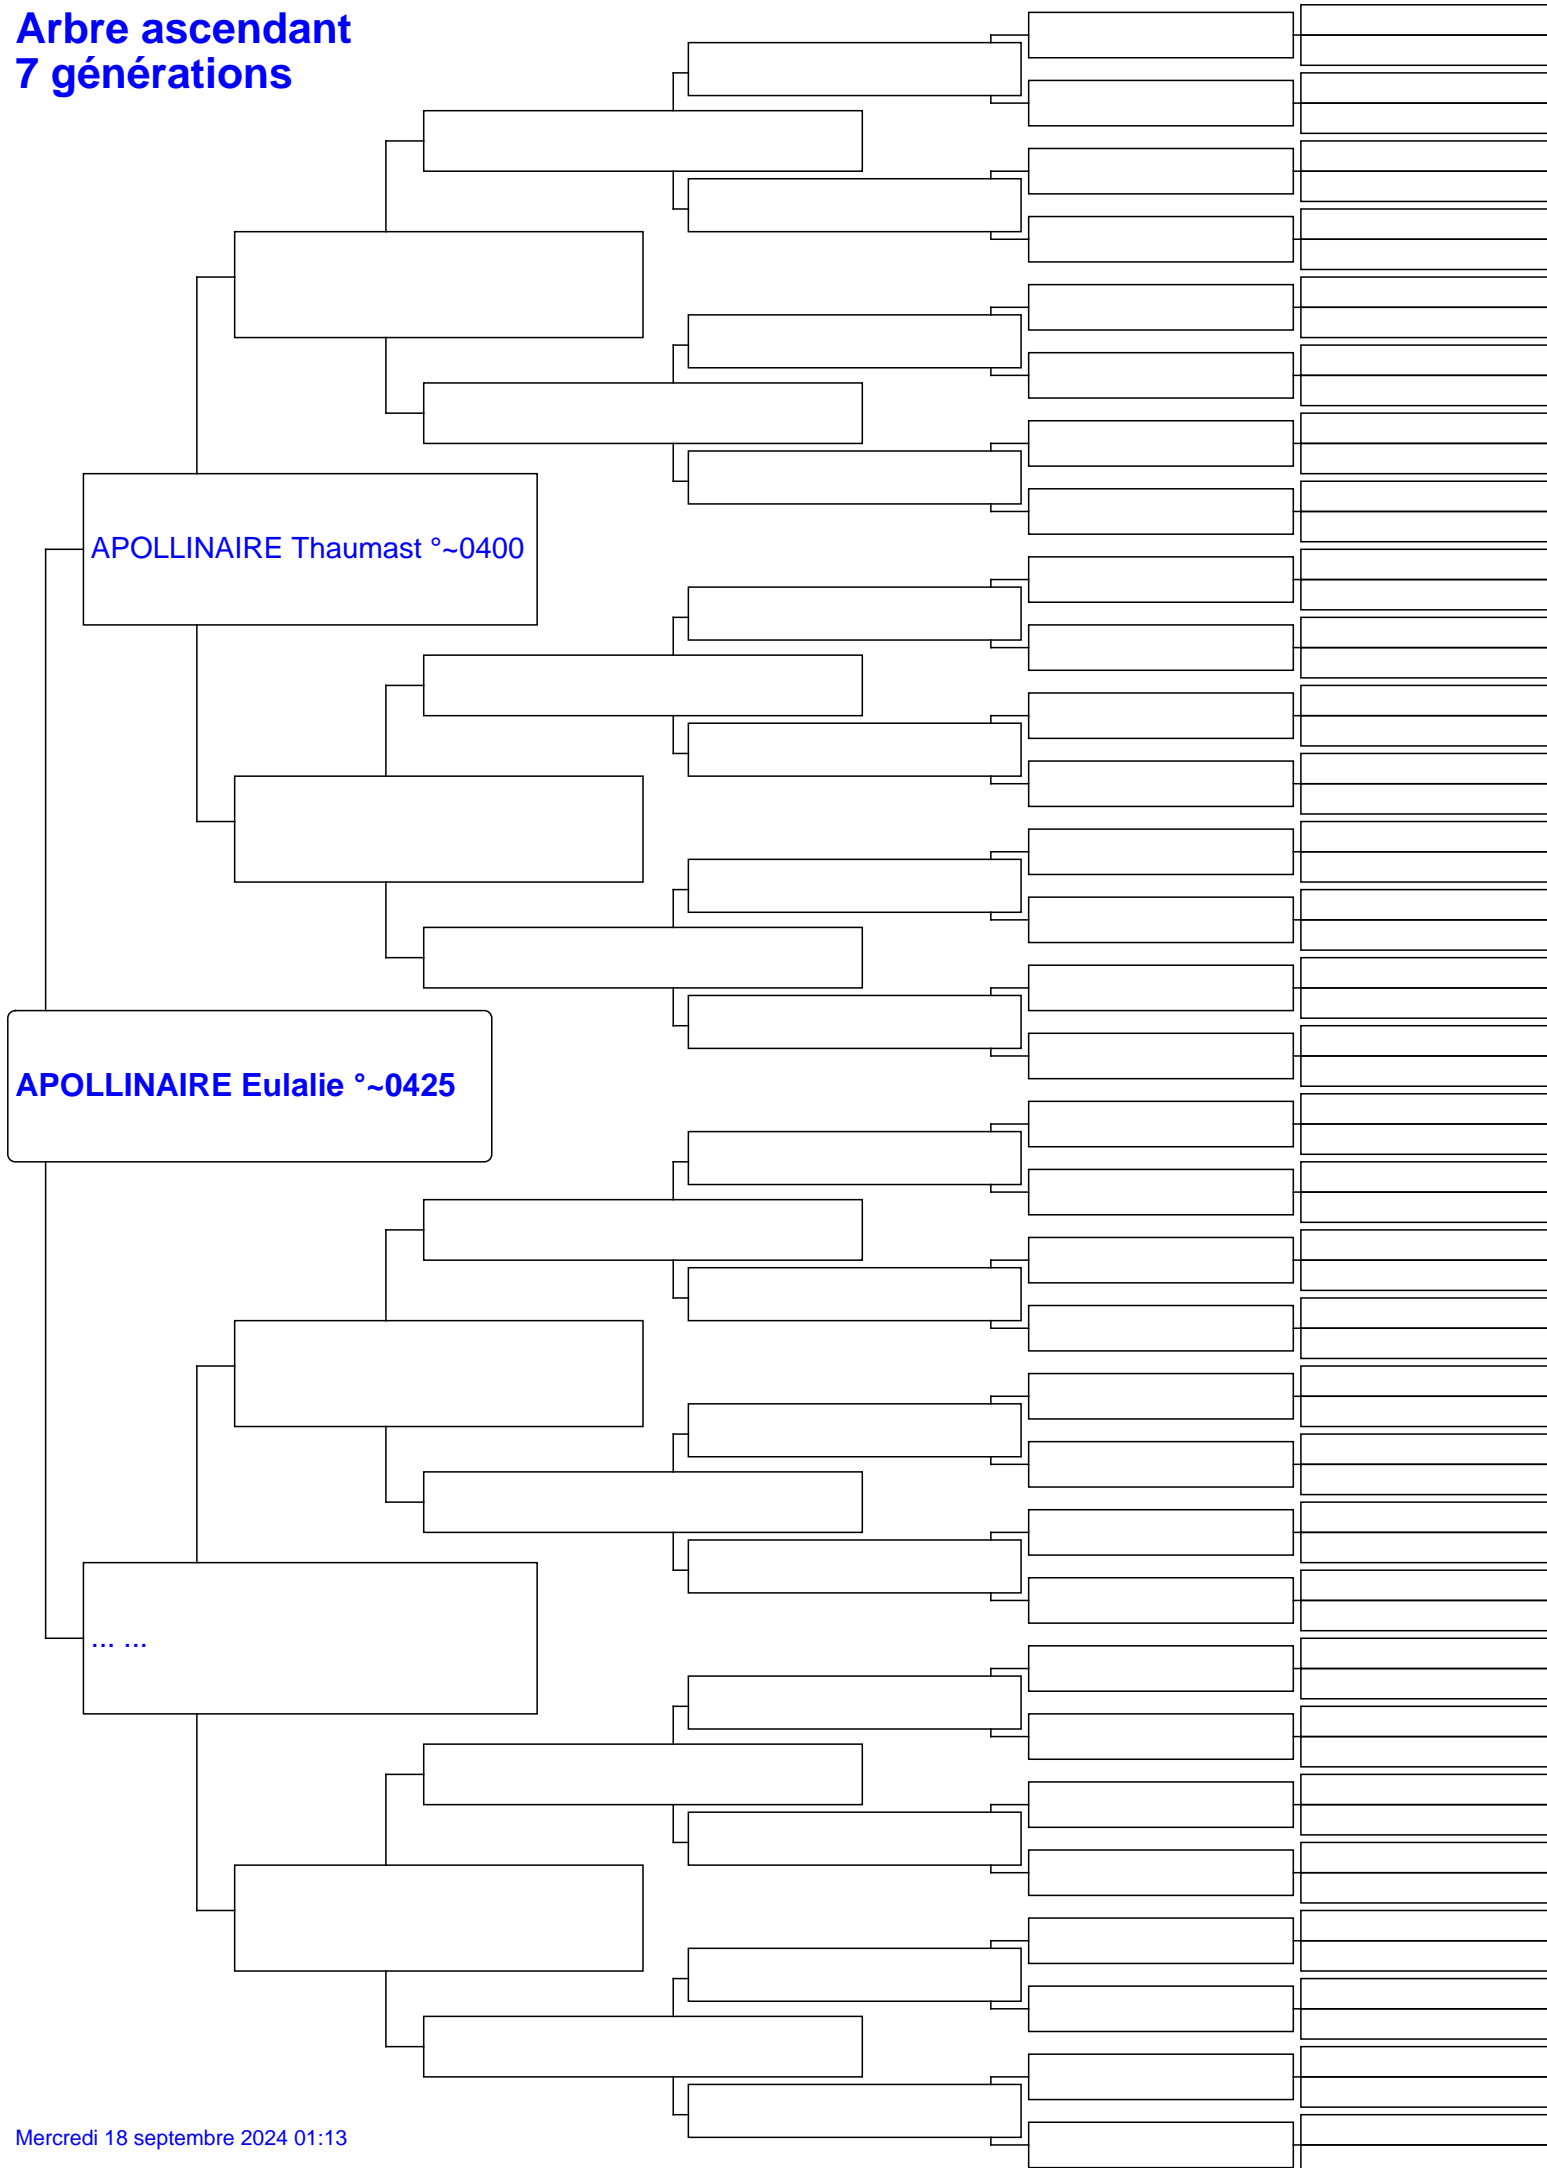 Arbre ascendant
7 générations
APOLLINAIRE Thaumast °~0400
APOLLINAIRE Eulalie °~0425
... ...
Mercredi 18 septembre 2024 01:13